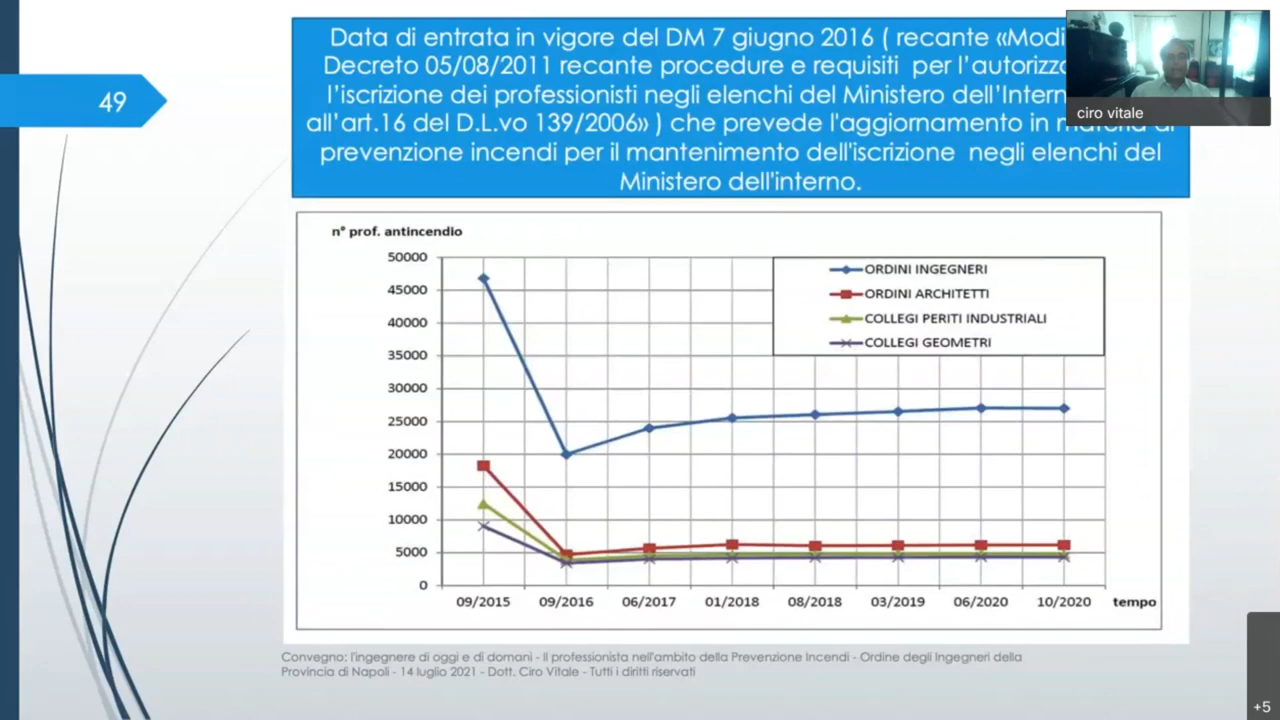 Data di entrata in vigore del DM 7 giugno 2016 ( recante «Modi
Decreto 05/08/2011 recante procedure e requisiti per l'autorizz
l'iscrizione dei professionisti negli elenchi del Ministero dell'Intern
all'art.16 del D.L.vo 139/2006» ) che prevede l'aggiornamento in materia di
prevenzione incendi per il mantenimento dell'iscrizione negli elenchi del
Ministero dell'interno.
49
ciro vitale
n° prof. antincendio
50000
45000
40000
35000
30000
25000
20000
15000
10000
5000
0
ORDINI INGEGNERI
ORDINI ARCHITETTI
COLLEGI PERITI INDUSTRIALI
COLLEGI GEOMETRI
09/2015 09/2016 06/2017 01/2018 08/2018 03/2019 06/2020 10/2020 tempo
Convegno: l'ingegnere di oggi e di domani - Il professionista nell'ambito della Prevenzione Incendi - Ordine degli Ingegneri della
Provincia di Napoli - 14 luglio 2021 - Dott. Ciro Vitale - Tutti i diritti riservati
+5